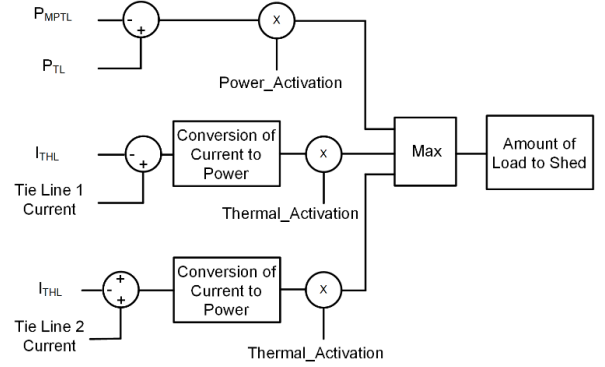 P_MPTL
-
+
X
P_TL
Power_Activation
I_THL
-
+
Conversion of
Current to
Power
X
Max
Amount of
Load to Shed
Tie Line 1
Current
Thermal_Activation
I_THL
-
+
+
Conversion of
Current to
Power
X
Tie Line 2
Current
Thermal_Activation